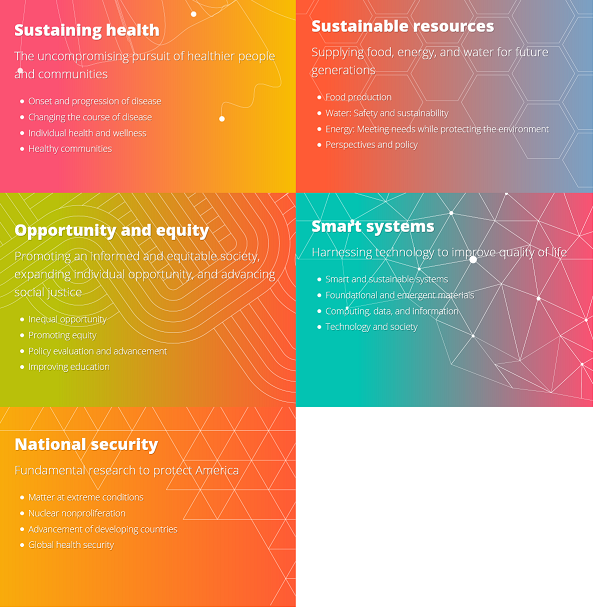 Sustaining health
The uncompromising pursuit of healthier people
and communities
Onset and progression of disease
Changing the course of disease
Individual health and wellness
Healthy communities
Sustainable resources
Supplying food, energy, and water for future
generations
Food production
Water: Safety and sustainability
Energy: Meeting needs while protecting the environment
Perspectives and policy
Opportunity and equity
Promoting an informed and equitable society,
expanding individual opportunity, and advancing
social justice
Inequal opportunity
Promoting equity
Policy evaluation and advancement
Improving education
Smart systems
Harnessing technology to improve quality of life
Smart and sustainable systems
Foundational and emergent materials
Computing, data, and information
Technology and society
National security
Fundamental research to protect America
Matter at extreme conditions
Nuclear nonproliferation
Advancement of developing countries
Global health security